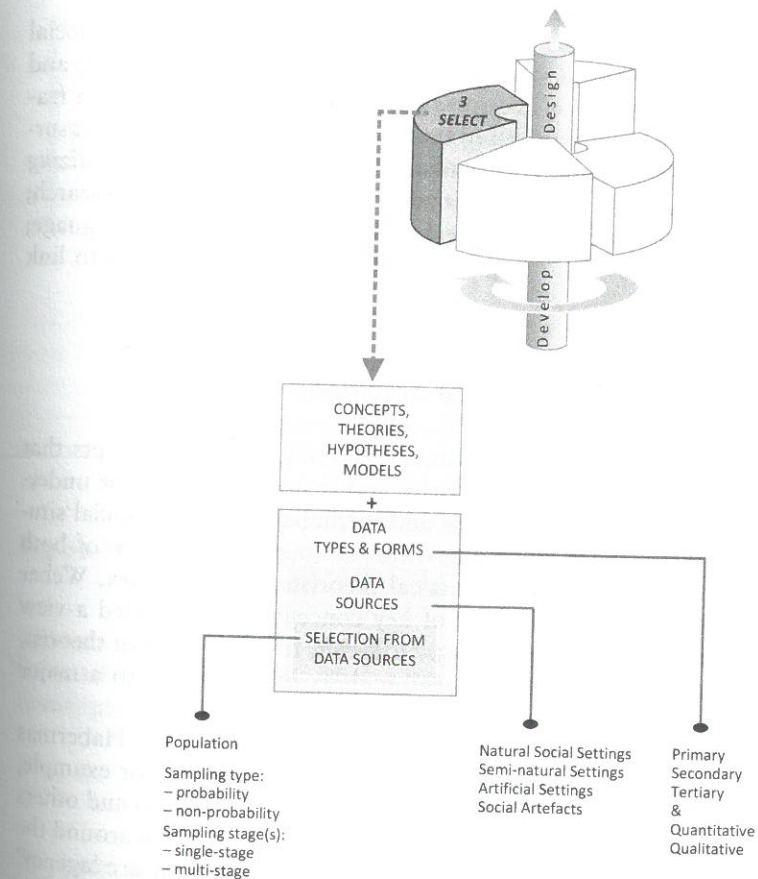 3
SELECT
Design
Develop
CONCEPTS,
THEORIES,
HYPOTHESES,
MODELS
+
DATA
TYPES & FORMS
DATA
SOURCES
SELECTION FROM
DATA SOURCES
Population
Sampling type:
– probability
– non-probability
Sampling stage(s):
– single-stage
– multi-stage
Natural Social Settings
Semi-natural Settings
Artificial Settings
Social Artefacts
Primary
Secondary
Tertiary
&
Quantitative
Qualitative